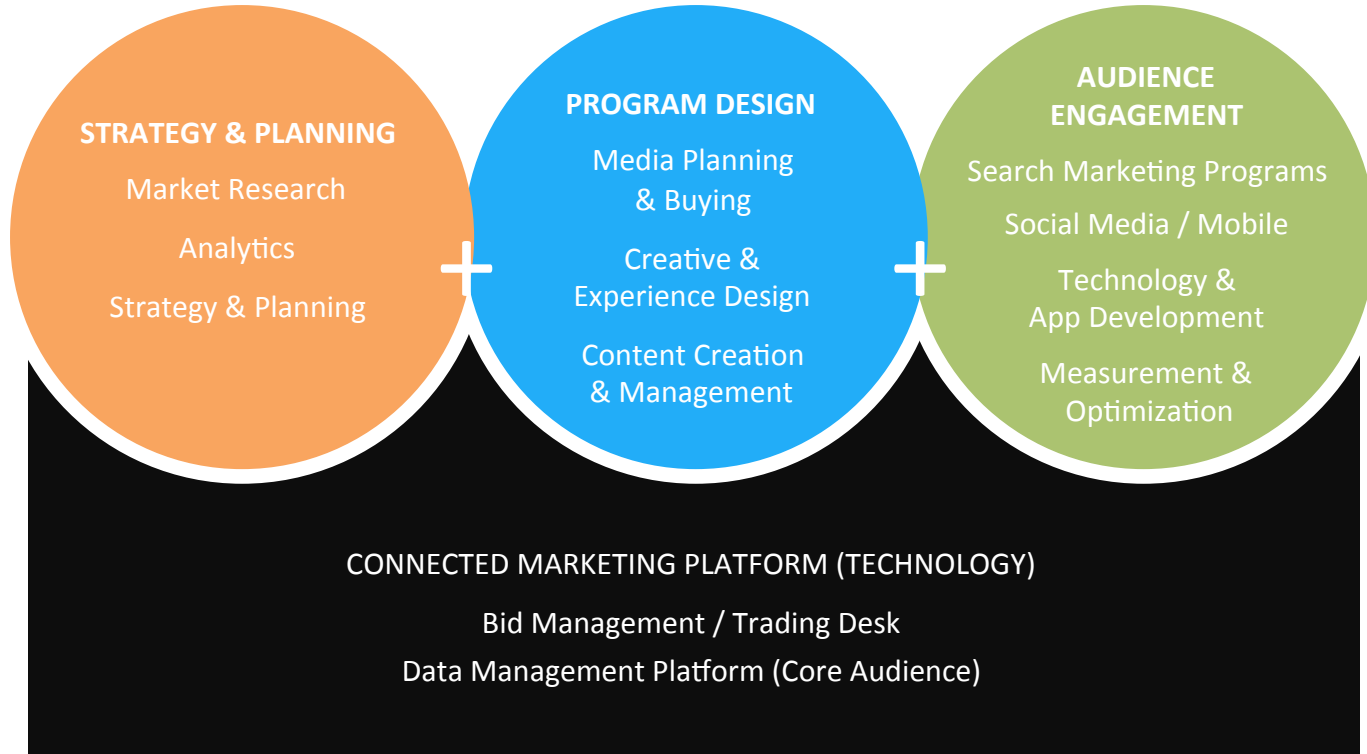 STRATEGY & PLANNING
Market Research
Analytics
Strategy & Planning
+
PROGRAM DESIGN
Media Planning
& Buying
Creative &
Experience Design
Content Creation
& Management
+
AUDIENCE
ENGAGEMENT
Search Marketing Programs
Social Media / Mobile
Technology &
App Development
Measurement &
Optimization
CONNECTED MARKETING PLATFORM (TECHNOLOGY)
Bid Management / Trading Desk
Data Management Platform (Core Audience)